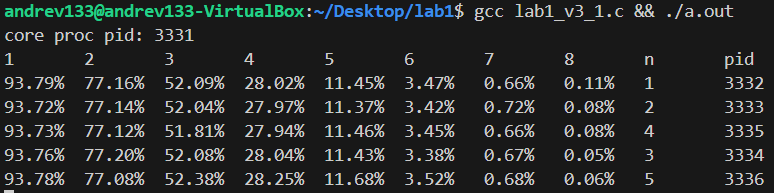 andrev133@andrev133-VirtualBox:~/Desktop/lab1$ gcc lab1_v3_1.c && ./a.out
core proc pid: 3331
1 2 3 4 5 6 7 8 n pid
93.79% 77.16% 52.09% 28.02% 11.45% 3.47% 0.66% 0.11% 1 3332
93.72% 77.14% 52.04% 27.97% 11.37% 3.42% 0.72% 0.08% 2 3333
93.73% 77.12% 51.81% 27.94% 11.46% 3.45% 0.66% 0.08% 4 3335
93.76% 77.20% 52.08% 28.04% 11.43% 3.38% 0.67% 0.05% 3 3334
93.78% 77.08% 52.38% 28.25% 11.68% 3.52% 0.68% 0.06% 5 3336